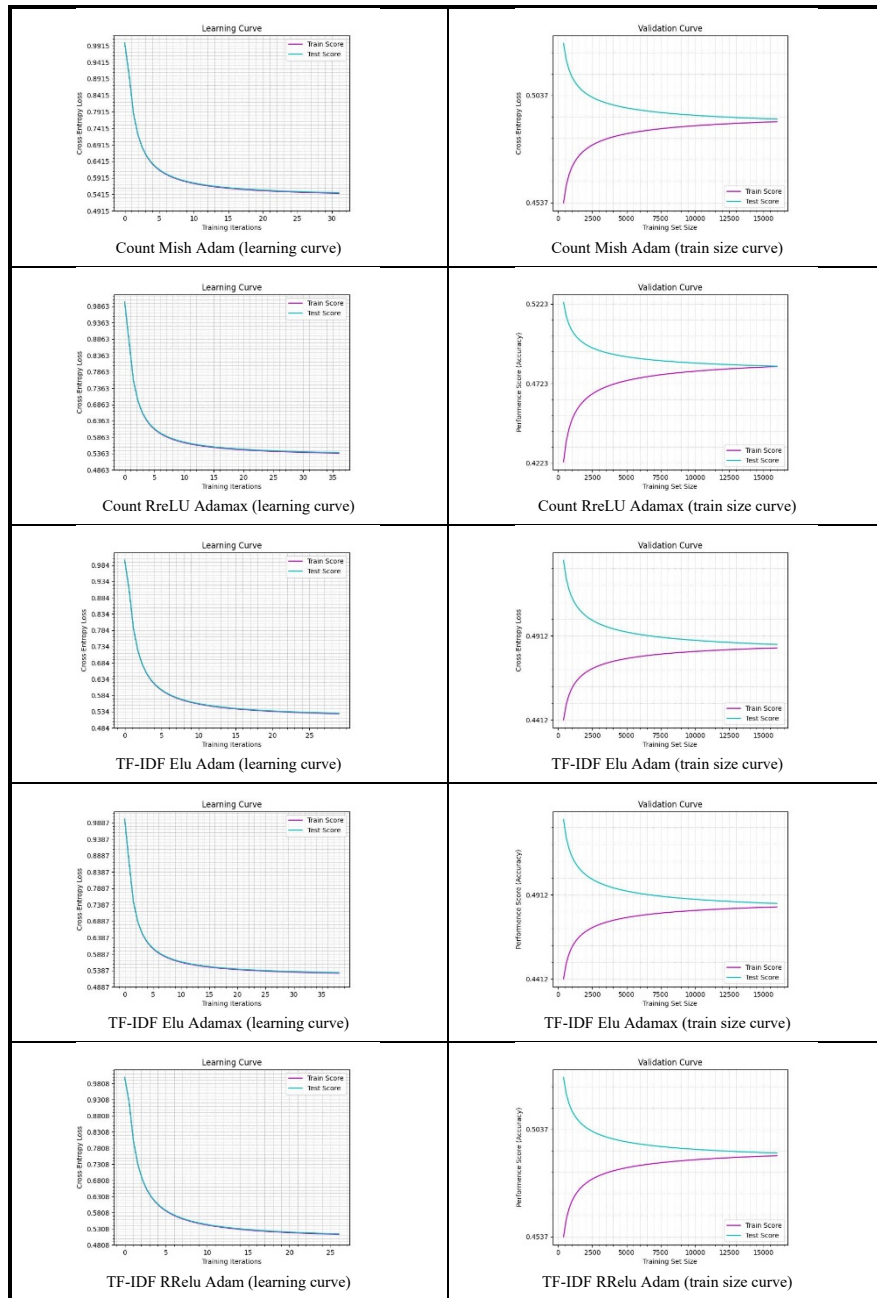 Learning Curve
Train Score
Test Score
Cross Entropy Loss
0.9915
0.9415
0.8915
0.8415
0.7915
0.7415
0.6915
0.6415
0.5915
0.5415
0.4915
0 5 10 15 20 25 30
Training Iterations
Count Mish Adam (learning curve)
Validation Curve
Cross Entropy Loss
0.5037
0.4537
Train Score
Test Score
2500 5000 7500 10000 12500 15000
Training Set Size
Count Mish Adam (train size curve)
Learning Curve
Train Score
Test Score
Cross Entropy Loss
0.9863
0.9363
0.8863
0.8363
0.7863
0.7363
0.6863
0.6363
0.5863
0.5363
0.4863
0 5 10 15 20 25 30 35
Training Iterations
Count RreLU Adamax (learning curve)
Validation Curve
Performence Score (Accuracy)
0.5223
0.4723
0.4223
Train Score
Test Score
2500 5000 7500 10000 12500 15000
Training Set Size
Count RreLU Adamax (train size curve)
Learning Curve
Train Score
Test Score
Cross Entropy Loss
0.984
0.934
0.884
0.834
0.784
0.734
0.684
0.634
0.584
0.534
0.484
0 5 10 15 20 25
Training Iterations
TF-IDF Elu Adam (learning curve)
Validation Curve
Cross Entropy Loss
0.4912
0.4412
Train Score
Test Score
2500 5000 7500 10000 12500 15000
Training Set Size
TF-IDF Elu Adam (train size curve)
Learning Curve
Train Score
Test Score
Cross Entropy Loss
0.9887
0.9387
0.8887
0.8387
0.7887
0.7387
0.6887
0.6387
0.5887
0.5387
0.4887
0 5 10 15 20 25 30 35
Training Iterations
TF-IDF Elu Adamax (learning curve)
Validation Curve
Performence Score (Accuracy)
0.4912
0.4412
Train Score
Test Score
2500 5000 7500 10000 12500 15000
Training Set Size
TF-IDF Elu Adamax (train size curve)
Learning Curve
Train Score
Test Score
Cross Entropy Loss
0.9808
0.9308
0.8808
0.8308
0.7808
0.7308
0.6808
0.6308
0.5808
0.5308
0.4808
0 5 10 15 20 25
Training Iterations
TF-IDF RRelu Adam (learning curve)
Validation Curve
Performence Score (Accuracy)
0.5037
0.4537
Train Score
Test Score
2500 5000 7500 10000 12500 15000
Training Set Size
TF-IDF RRelu Adam (train size curve)